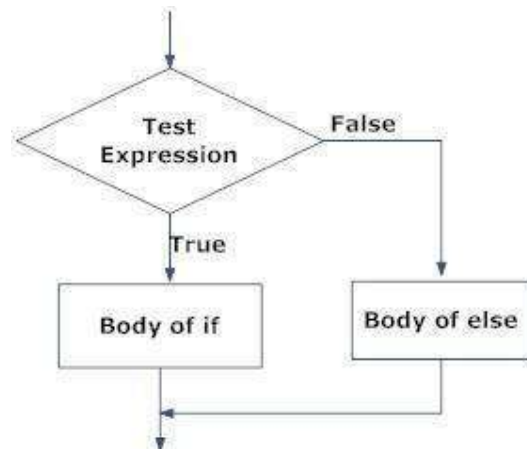 Test
Expression
False
True
Body of if
Body of else